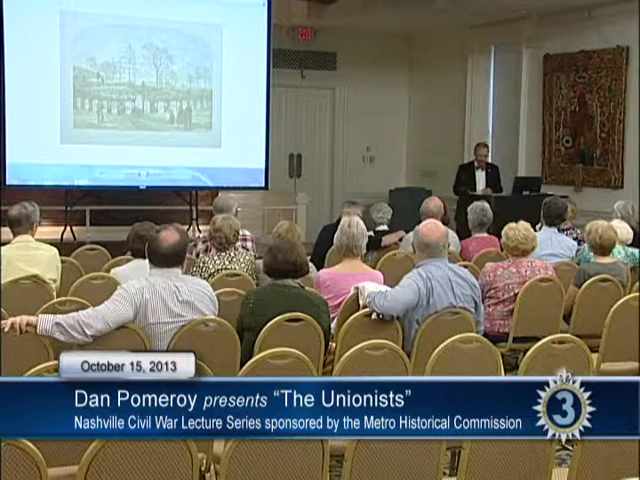 EXIT
October 15, 2013
Dan Pomeroy presents “The Unionists”
Nashville Civil War Lecture Series sponsored by the Metro Historical Commission
3